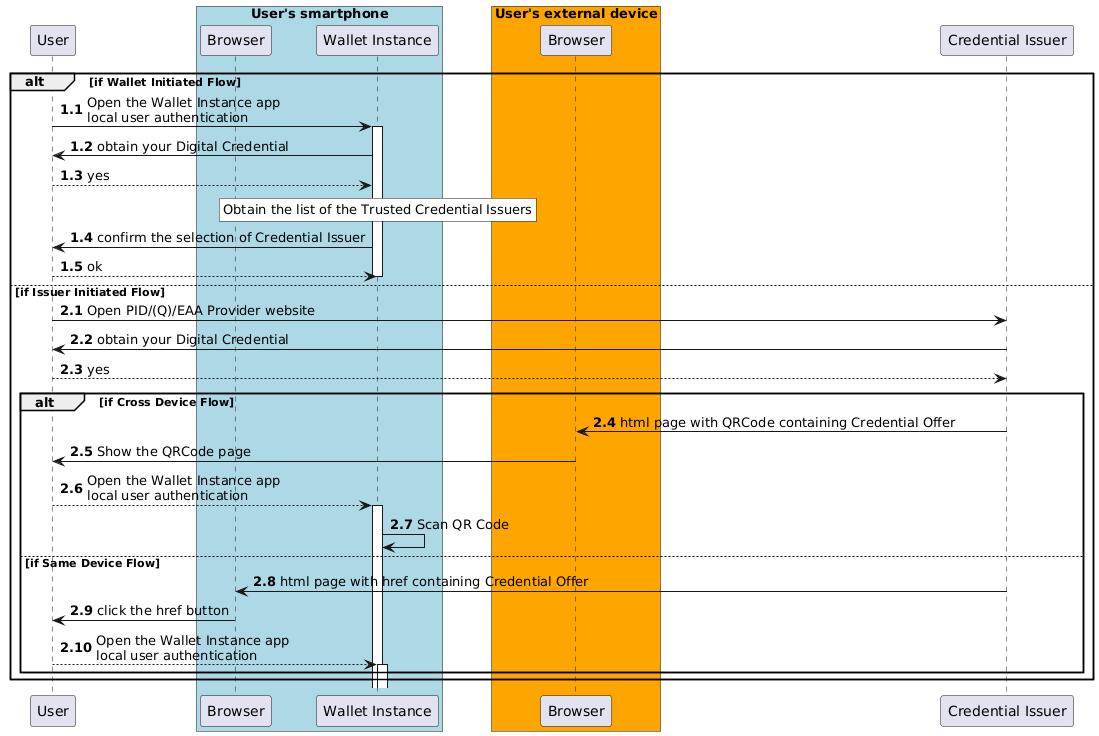 User's smartphone
User's external device
User
Browser
Wallet Instance
Browser
Credential Issuer
alt
[if Wallet Initiated Flow]
1.1 Open the Wallet Instance app
local user authentication
1.2 obtain your Digital Credential
1.3 yes
Obtain the list of the Trusted Credential Issuers
1.4 confirm the selection of Credential Issuer
1.5 ok
[if Issuer Initiated Flow]
2.1 Open PID/(Q)/EAA Provider website
2.2 obtain your Digital Credential
2.3 yes
alt
[if Cross Device Flow]
2.4 html page with QRCode containing Credential Offer
2.5 Show the QRCode page
2.6 Open the Wallet Instance app
local user authentication
2.7 Scan QR Code
[if Same Device Flow]
2.8 html page with href containing Credential Offer
2.9 click the href button
2.10 Open the Wallet Instance app
local user authentication
User
Browser
Wallet Instance
Browser
Credential Issuer